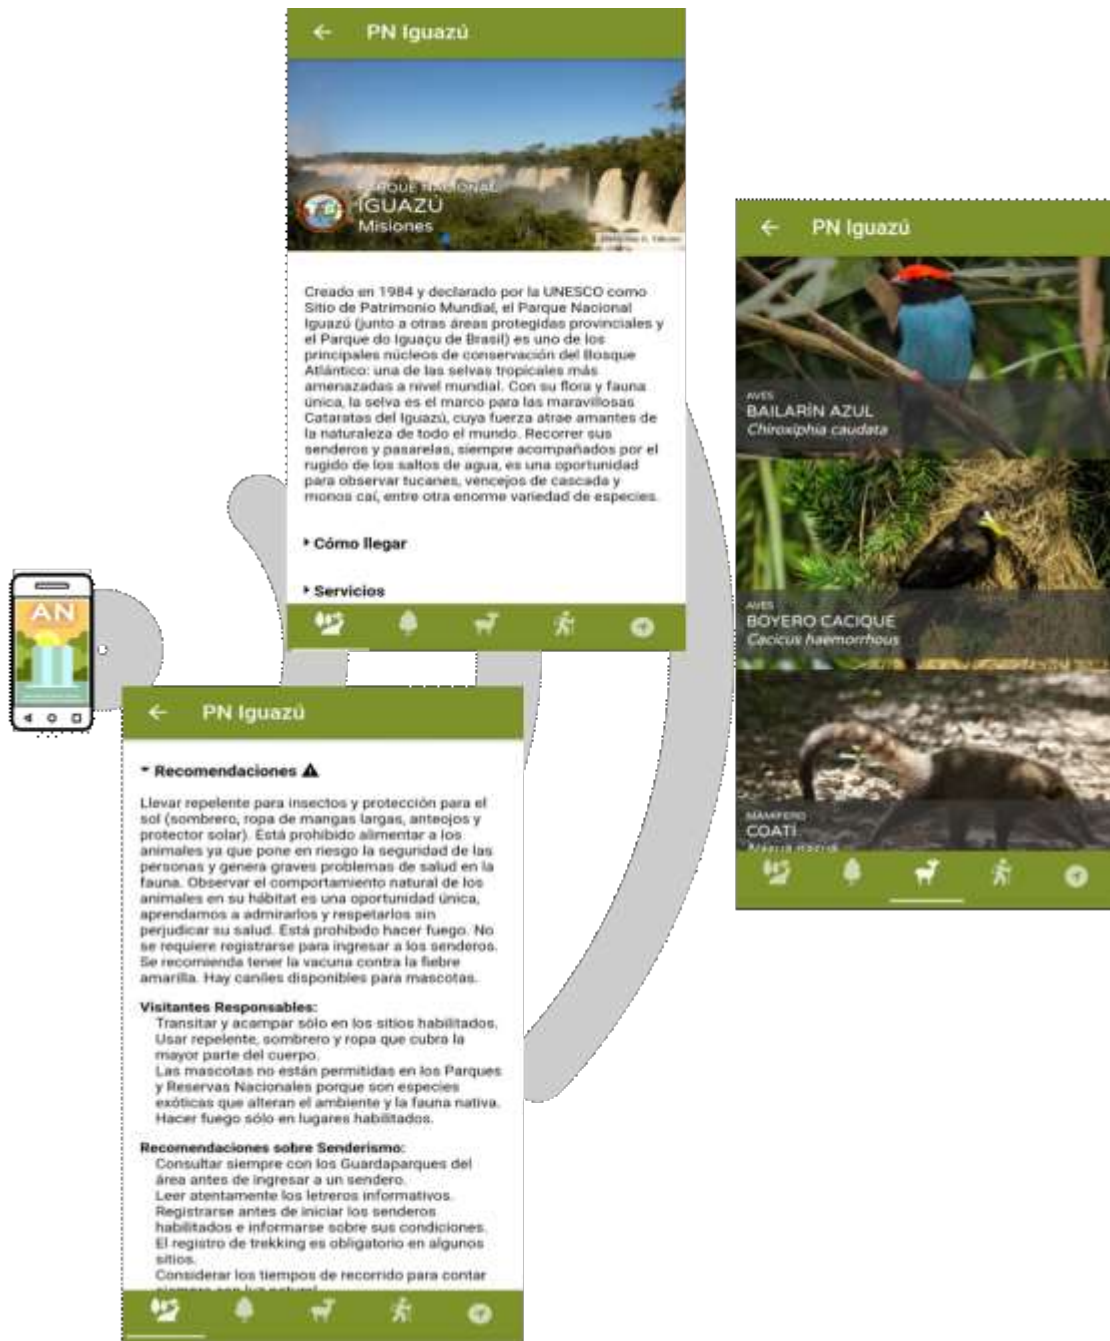 PN Iguazú
PARQUE NACIONAL
IGUAZÚ
Misiones
Creado en 1984 y declarado por la UNESCO como
Sitio de Patrimonio Mundial, el Parque Nacional
Iguazú (junto a otras áreas protegidas provinciales y
el Parque do Iguaçu de Brasil) es uno de los
principales núcleos de conservación del Bosque
Atlántico: una de las selvas tropicales más
amenazadas a nivel mundial. Con su flora y fauna
única, la selva es el marco para las maravillosas
Cataratas del Iguazú, cuya fuerza atrae amantes de
la naturaleza de todo el mundo. Recorrer sus
senderos y pasarelas, siempre acompañados por el
rugido de los saltos de agua, es una oportunidad
para observar tucanes, vencejos de cascada y
monos caí, entre otra enorme variedad de especies.
Cómo llegar
Servicios
PN Iguazú
AVES
BAILARÍN AZUL
Chiroxiphia caudata
AVES
BOYERO CACIQUE
Cacicus haemorrhous
MAMÍFERO
COATÍ
AN
PN Iguazú
Recomendaciones
Llevar repelente para insectos y protección para el
sol (sombrero, ropa de mangas largas, anteojos y
protector solar). Está prohibido alimentar a los
animales ya que pone en riesgo la seguridad de las
personas y genera graves problemas de salud en la
fauna. Observar el comportamiento natural de los
animales en su hábitat es una oportunidad única,
aprendamos a admirarlos y respetarlos sin
perjudicar su salud. Está prohibido hacer fuego. No
se requiere registrarse para ingresar a los senderos.
Se recomienda tener la vacuna contra la fiebre
amarilla. Hay caniles disponibles para mascotas.
Visitantes Responsables:
Transitar y acampar sólo en los sitios habilitados.
Usar repelente, sombrero y ropa que cubra la
mayor parte del cuerpo.
Las mascotas no están permitidas en los Parques
y Reservas Nacionales porque son especies
exóticas que alteran el ambiente y la fauna nativa.
Hacer fuego sólo en lugares habilitados.
Recomendaciones sobre Senderismo:
Consultar siempre con los Guardaparques del
área antes de ingresar a un sendero.
Leer atentamente los letreros informativos.
Registrarse antes de iniciar los senderos
habilitados e informarse sobre sus condiciones.
El registro de trekking es obligatorio en algunos
sitios.
Considerar los tiempos de recorrido para contar